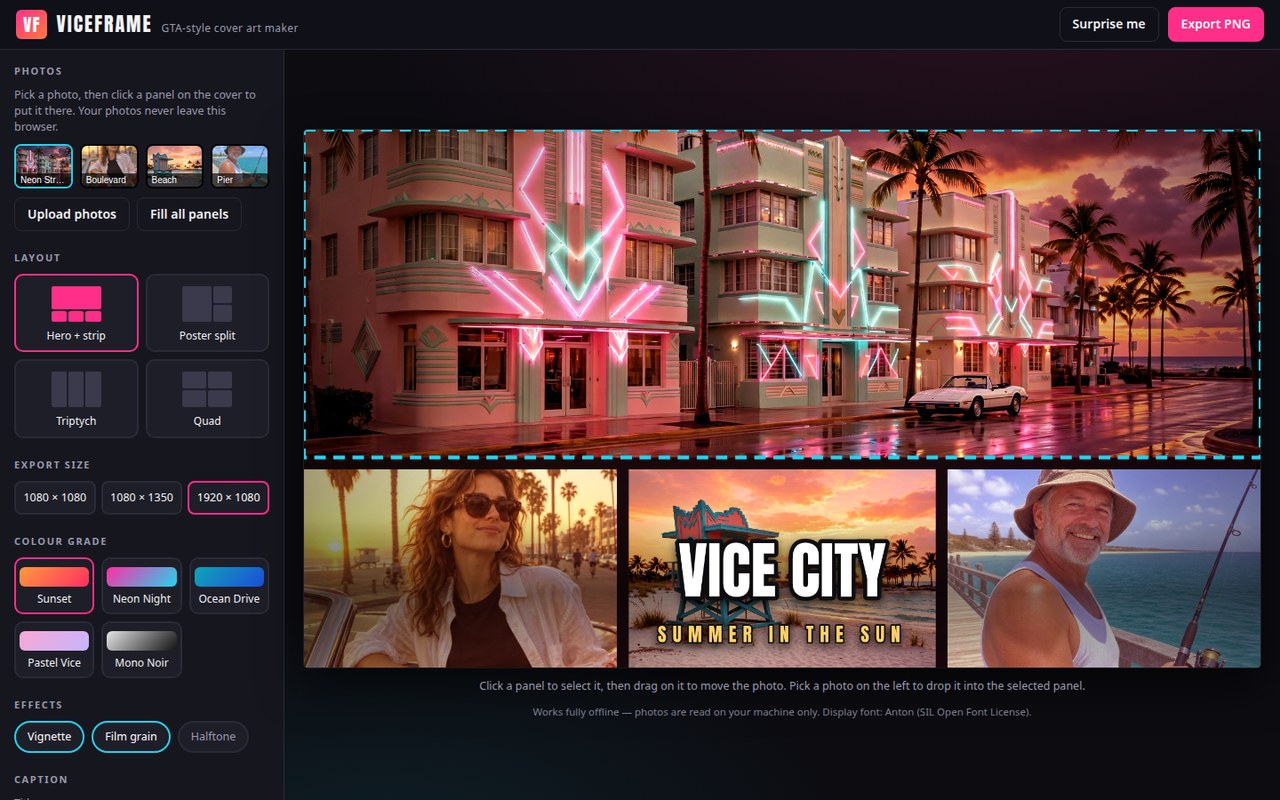 VF VICEFRAME GTA-style cover art maker
Surprise me
Export PNG
PHOTOS
Pick a photo, then click a panel on the cover to
put it there. Your photos never leave this
browser.
Neon Str...
Boulevard
Beach
Pier
Upload photos
Fill all panels
LAYOUT
Hero + strip
Poster split
Triptych
Quad
EXPORT SIZE
1080 × 1080
1080 × 1350
1920 × 1080
COLOUR GRADE
Sunset
Neon Night
Ocean Drive
Pastel Vice
Mono Noir
EFFECTS
Vignette
Film grain
Halftone
CAPTION
VICE CITY
SUMMER IN THE SUN
Click a panel to select it, then drag on it to move the photo. Pick a photo on the left to drop it into the selected panel.
Works fully offline — photos are read on your machine only. Display font: Anton (SIL Open Font License).